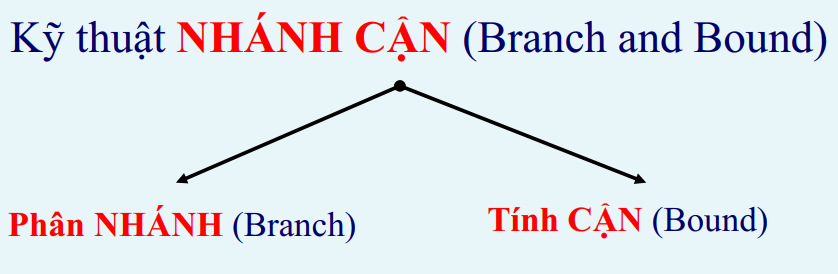 Kỹ thuật NHÁNH CẬN (Branch and Bound)
Phân NHÁNH (Branch)
Tính CẬN (Bound)